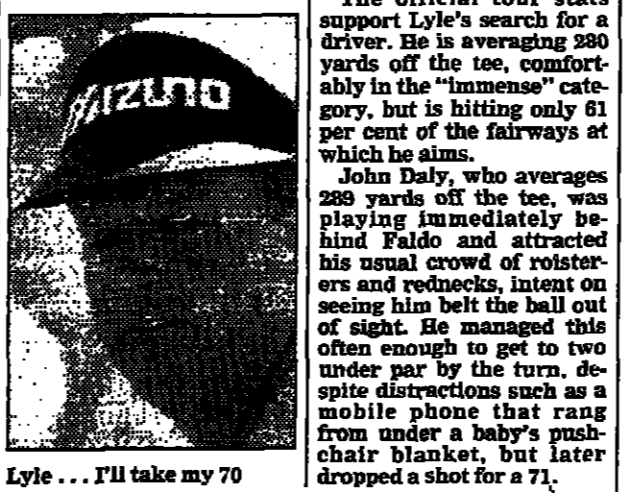 MIZUNO
Lyle ... I'll take my 70
The official tour stats
support Lyle's search for a
driver. He is averaging 280
yards off the tee, comfort-
ably in the "immense" cate-
gory, but is hitting only 61
per cent of the fairways at
which he aims.
John Daly, who averages
289 yards off the tee, was
playing immediately be-
hind Faldo and attracted
his usual crowd of roister-
ers and rednecks, intent on
seeing him belt the ball out
of sight. He managed this
often enough to get to two
under par by the turn, de-
spite distractions such as a
mobile phone that rang
from under a baby's push-
chair blanket, but later
dropped a shot for a 71.